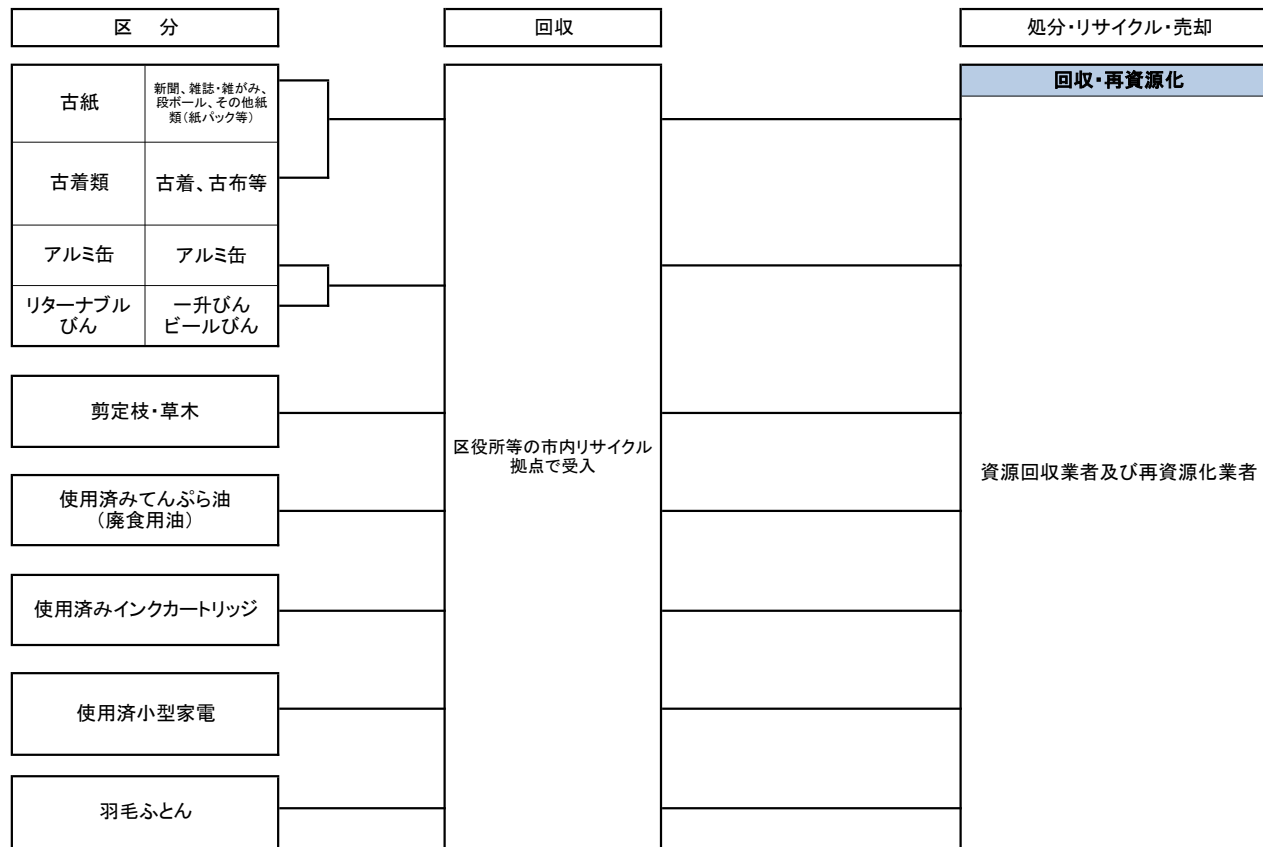 区　分
回収
処分・リサイクル・売却
古紙
新聞、雑誌・雑がみ、
段ボール、その他紙
類(紙パック等)
古着類
古着、古布等
アルミ缶
アルミ缶
リターナブル
びん
一升びん
ビールびん
剪定枝・草木
使用済みてんぷら油
(廃食用油)
使用済みインクカートリッジ
使用済小型家電
羽毛ふとん
区役所等の市内リサイクル
拠点で受入
回収・再資源化
資源回収業者及び再資源化業者